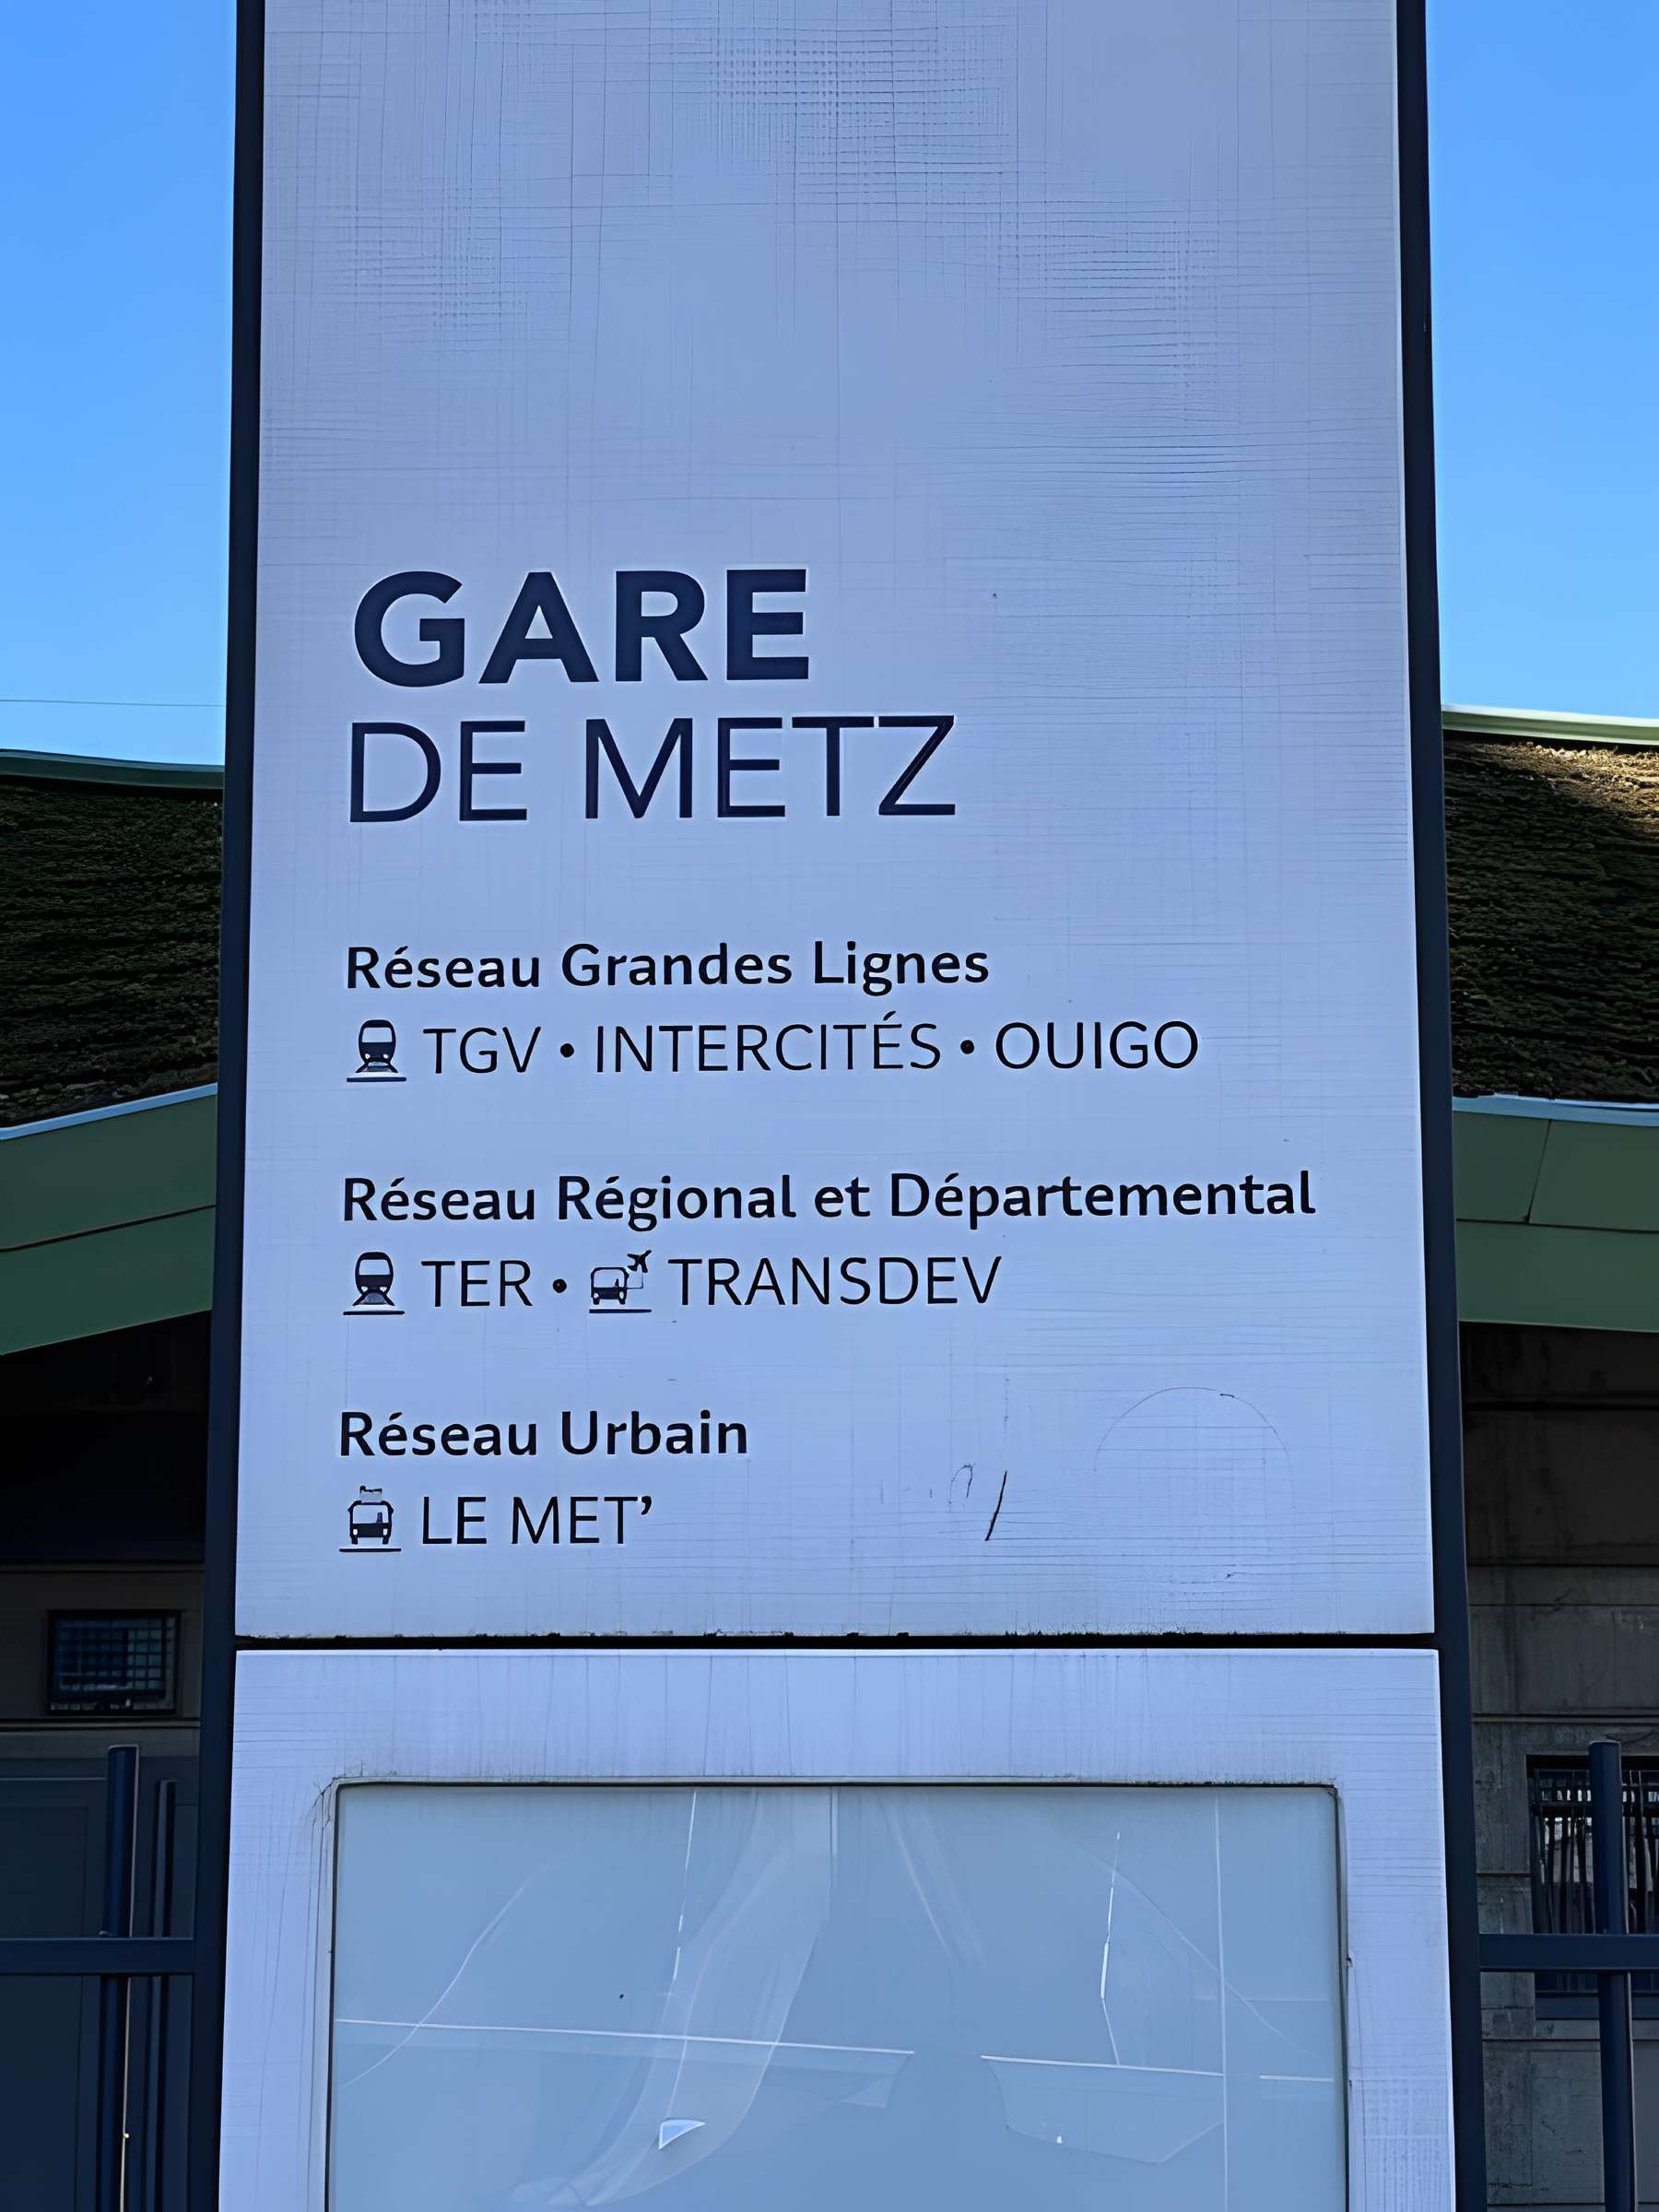 GARE
DE METZ
Réseau Grandes Lignes
TGV • INTERCITÉS • OUIGO
Réseau Régional et Départemental
TER • TRANSDEV
Réseau Urbain
LE MET’